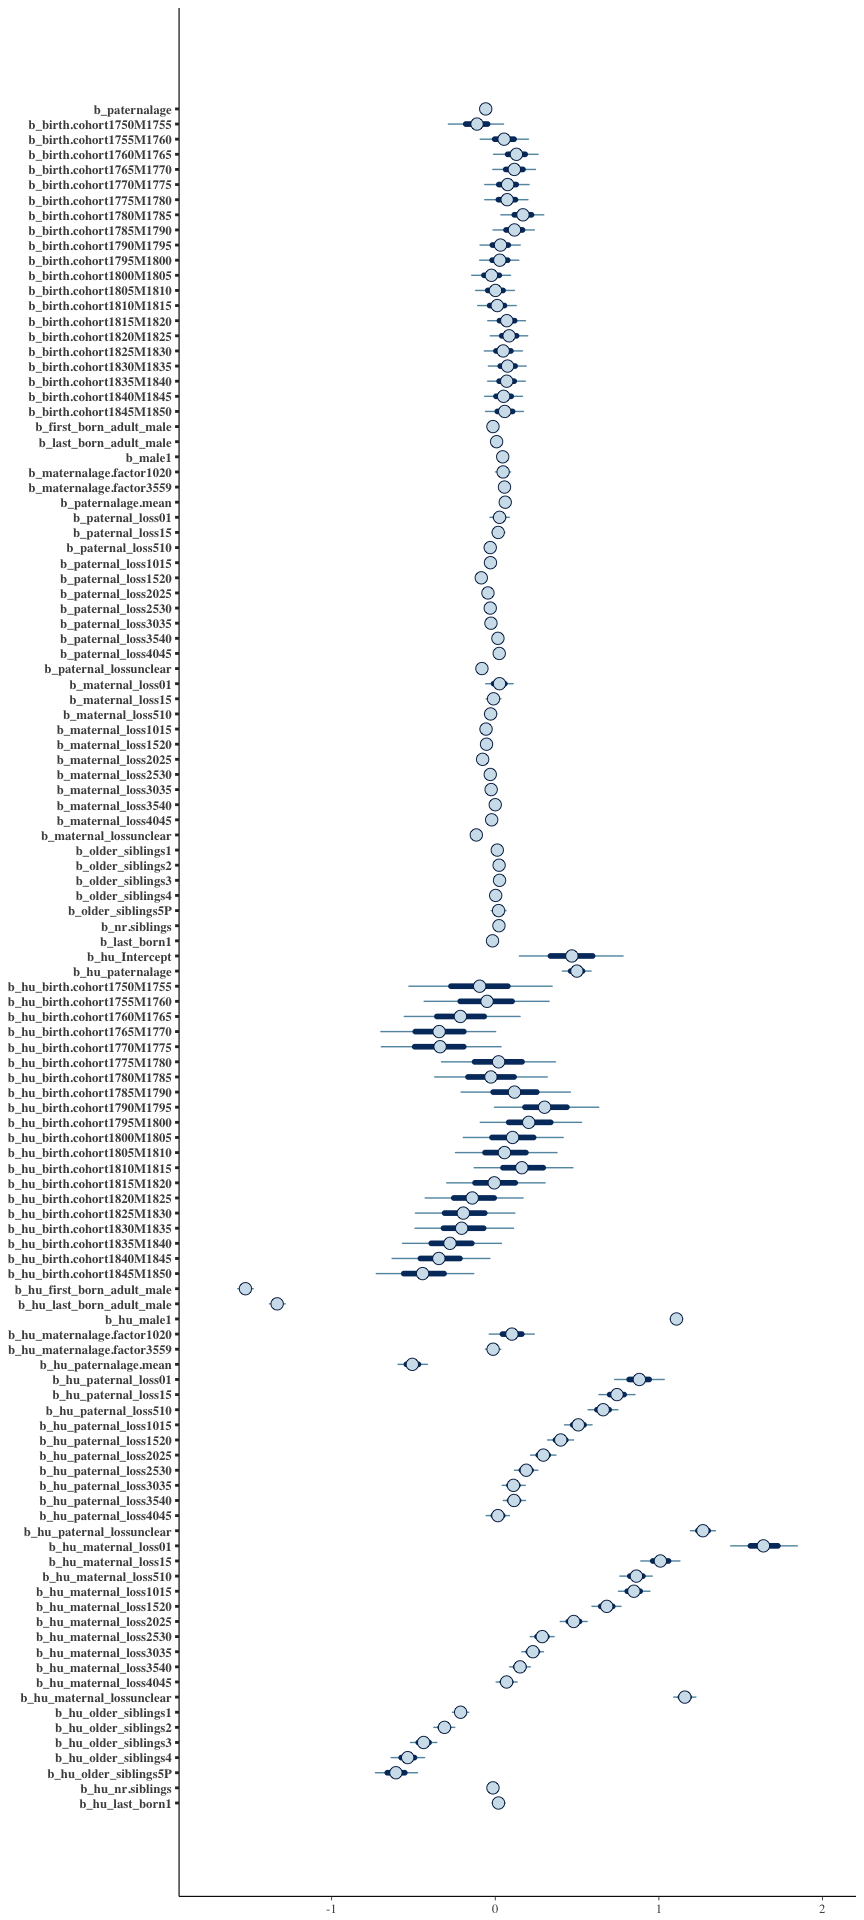 b_paternalage
b_birth.cohort1750M1755
b_birth.cohort1755M1760
b_birth.cohort1760M1765
b_birth.cohort1765M1770
b_birth.cohort1770M1775
b_birth.cohort1775M1780
b_birth.cohort1780M1785
b_birth.cohort1785M1790
b_birth.cohort1790M1795
b_birth.cohort1795M1800
b_birth.cohort1800M1805
b_birth.cohort1805M1810
b_birth.cohort1810M1815
b_birth.cohort1815M1820
b_birth.cohort1820M1825
b_birth.cohort1825M1830
b_birth.cohort1830M1835
b_birth.cohort1835M1840
b_birth.cohort1840M1845
b_birth.cohort1845M1850
b_first_born_adult_male
b_last_born_adult_male
b_male1
b_maternalage.factor1020
b_maternalage.factor3559
b_paternalage.mean
b_paternal_loss01
b_paternal_loss15
b_paternal_loss510
b_paternal_loss1015
b_paternal_loss1520
b_paternal_loss2025
b_paternal_loss2530
b_paternal_loss3035
b_paternal_loss3540
b_paternal_loss4045
b_paternal_lossunclear
b_maternal_loss01
b_maternal_loss15
b_maternal_loss510
b_maternal_loss1015
b_maternal_loss1520
b_maternal_loss2025
b_maternal_loss2530
b_maternal_loss3035
b_maternal_loss3540
b_maternal_loss4045
b_maternal_lossunclear
b_older_siblings1
b_older_siblings2
b_older_siblings3
b_older_siblings4
b_older_siblings5P
b_nr.siblings
b_last_born1
b_hu_Intercept
b_hu_paternalage
b_hu_birth.cohort1750M1755
b_hu_birth.cohort1755M1760
b_hu_birth.cohort1760M1765
b_hu_birth.cohort1765M1770
b_hu_birth.cohort1770M1775
b_hu_birth.cohort1775M1780
b_hu_birth.cohort1780M1785
b_hu_birth.cohort1785M1790
b_hu_birth.cohort1790M1795
b_hu_birth.cohort1795M1800
b_hu_birth.cohort1800M1805
b_hu_birth.cohort1805M1810
b_hu_birth.cohort1810M1815
b_hu_birth.cohort1815M1820
b_hu_birth.cohort1820M1825
b_hu_birth.cohort1825M1830
b_hu_birth.cohort1830M1835
b_hu_birth.cohort1835M1840
b_hu_birth.cohort1840M1845
b_hu_birth.cohort1845M1850
b_hu_first_born_adult_male
b_hu_last_born_adult_male
b_hu_male1
b_hu_maternalage.factor1020
b_hu_maternalage.factor3559
b_hu_paternalage.mean
b_hu_paternal_loss01
b_hu_paternal_loss15
b_hu_paternal_loss510
b_hu_paternal_loss1015
b_hu_paternal_loss1520
b_hu_paternal_loss2025
b_hu_paternal_loss2530
b_hu_paternal_loss3035
b_hu_paternal_loss3540
b_hu_paternal_loss4045
b_hu_paternal_lossunclear
b_hu_maternal_loss01
b_hu_maternal_loss15
b_hu_maternal_loss510
b_hu_maternal_loss1015
b_hu_maternal_loss1520
b_hu_maternal_loss2025
b_hu_maternal_loss2530
b_hu_maternal_loss3035
b_hu_maternal_loss3540
b_hu_maternal_loss4045
b_hu_maternal_lossunclear
b_hu_older_siblings1
b_hu_older_siblings2
b_hu_older_siblings3
b_hu_older_siblings4
b_hu_older_siblings5P
b_hu_nr.siblings
b_hu_last_born1
-1 0 1 2